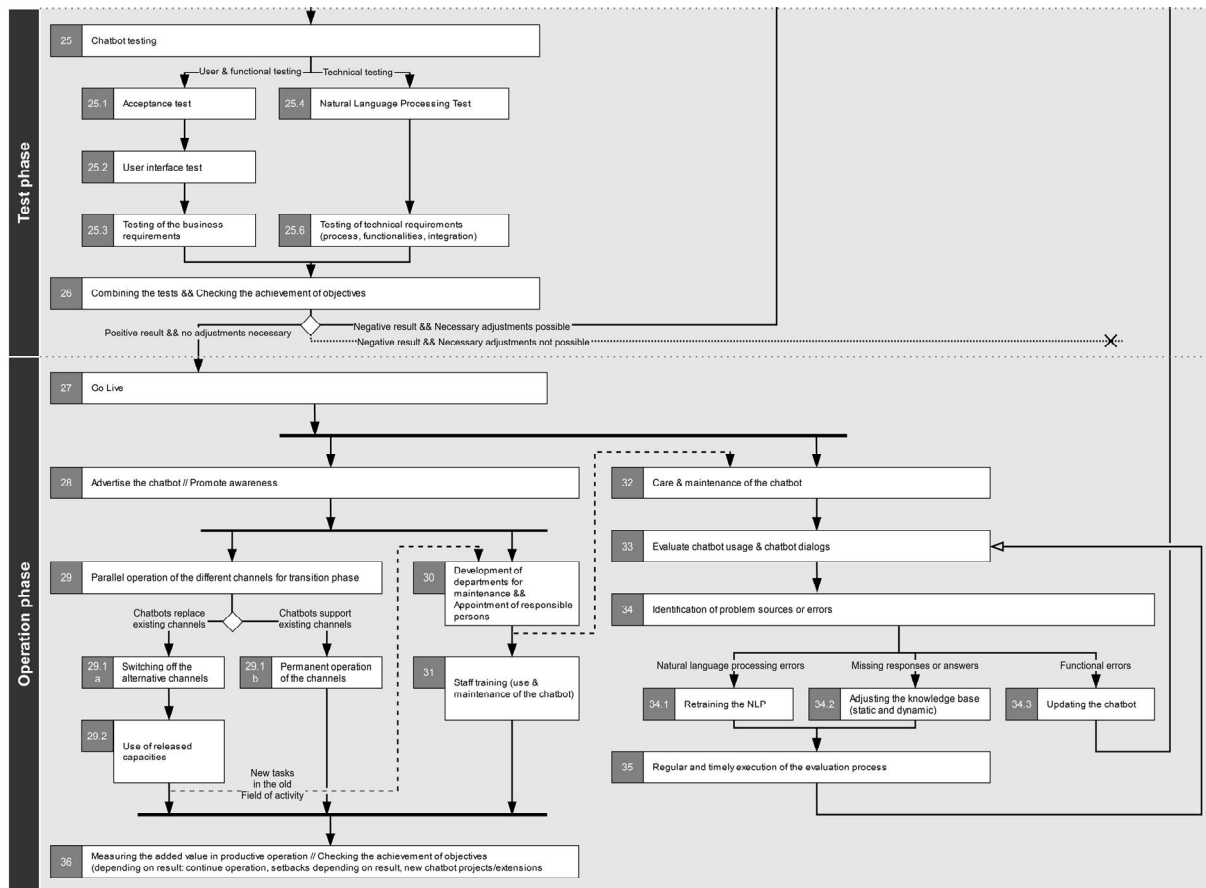 Test phase
25
Chatbot testing
User & functional testing
Technical testing
25.1
Acceptance test
25.4
Natural Language Processing Test
25.2
User interface test
25.3
Testing of the business
requirements
25.6
Testing of technical requirements
(process, functionalities, integration)
26
Combining the tests && Checking the achievement of objectives
Positive result && no adjustments necessary
Negative result && Necessary adjustments possible
Negative result && Necessary adjustments not possible
Operation phase
27
Go Live
28
Advertise the chatbot // Promote awareness
32
Care & maintenance of the chatbot
33
Evaluate chatbot usage & chatbot dialogs
29
Parallel operation of the different channels for transition phase
30
Development of
departments for
maintenance &&
Appointment of responsible
persons
34
Identification of problem sources or errors
Chatbots replace
existing channels
Chatbots support
existing channels
29.1
a
Switching off the
alternative channels
29.1
b
Permanent operation
of the channels
31
Staff training (use &
maintenance of the chatbot)
Natural language processing errors
Missing responses or answers
Functional errors
34.1
Retraining the NLP
34.2
Adjusting the knowledge base
(static and dynamic)
34.3
Updating the chatbot
29.2
Use of released
capacities
35
Regular and timely execution of the evaluation process
New tasks
in the old
Field of activity
36
Measuring the added value in productive operation // Checking the achievement of objectives
(depending on result: continue operation, setbacks depending on result, new chatbot projects/extensions